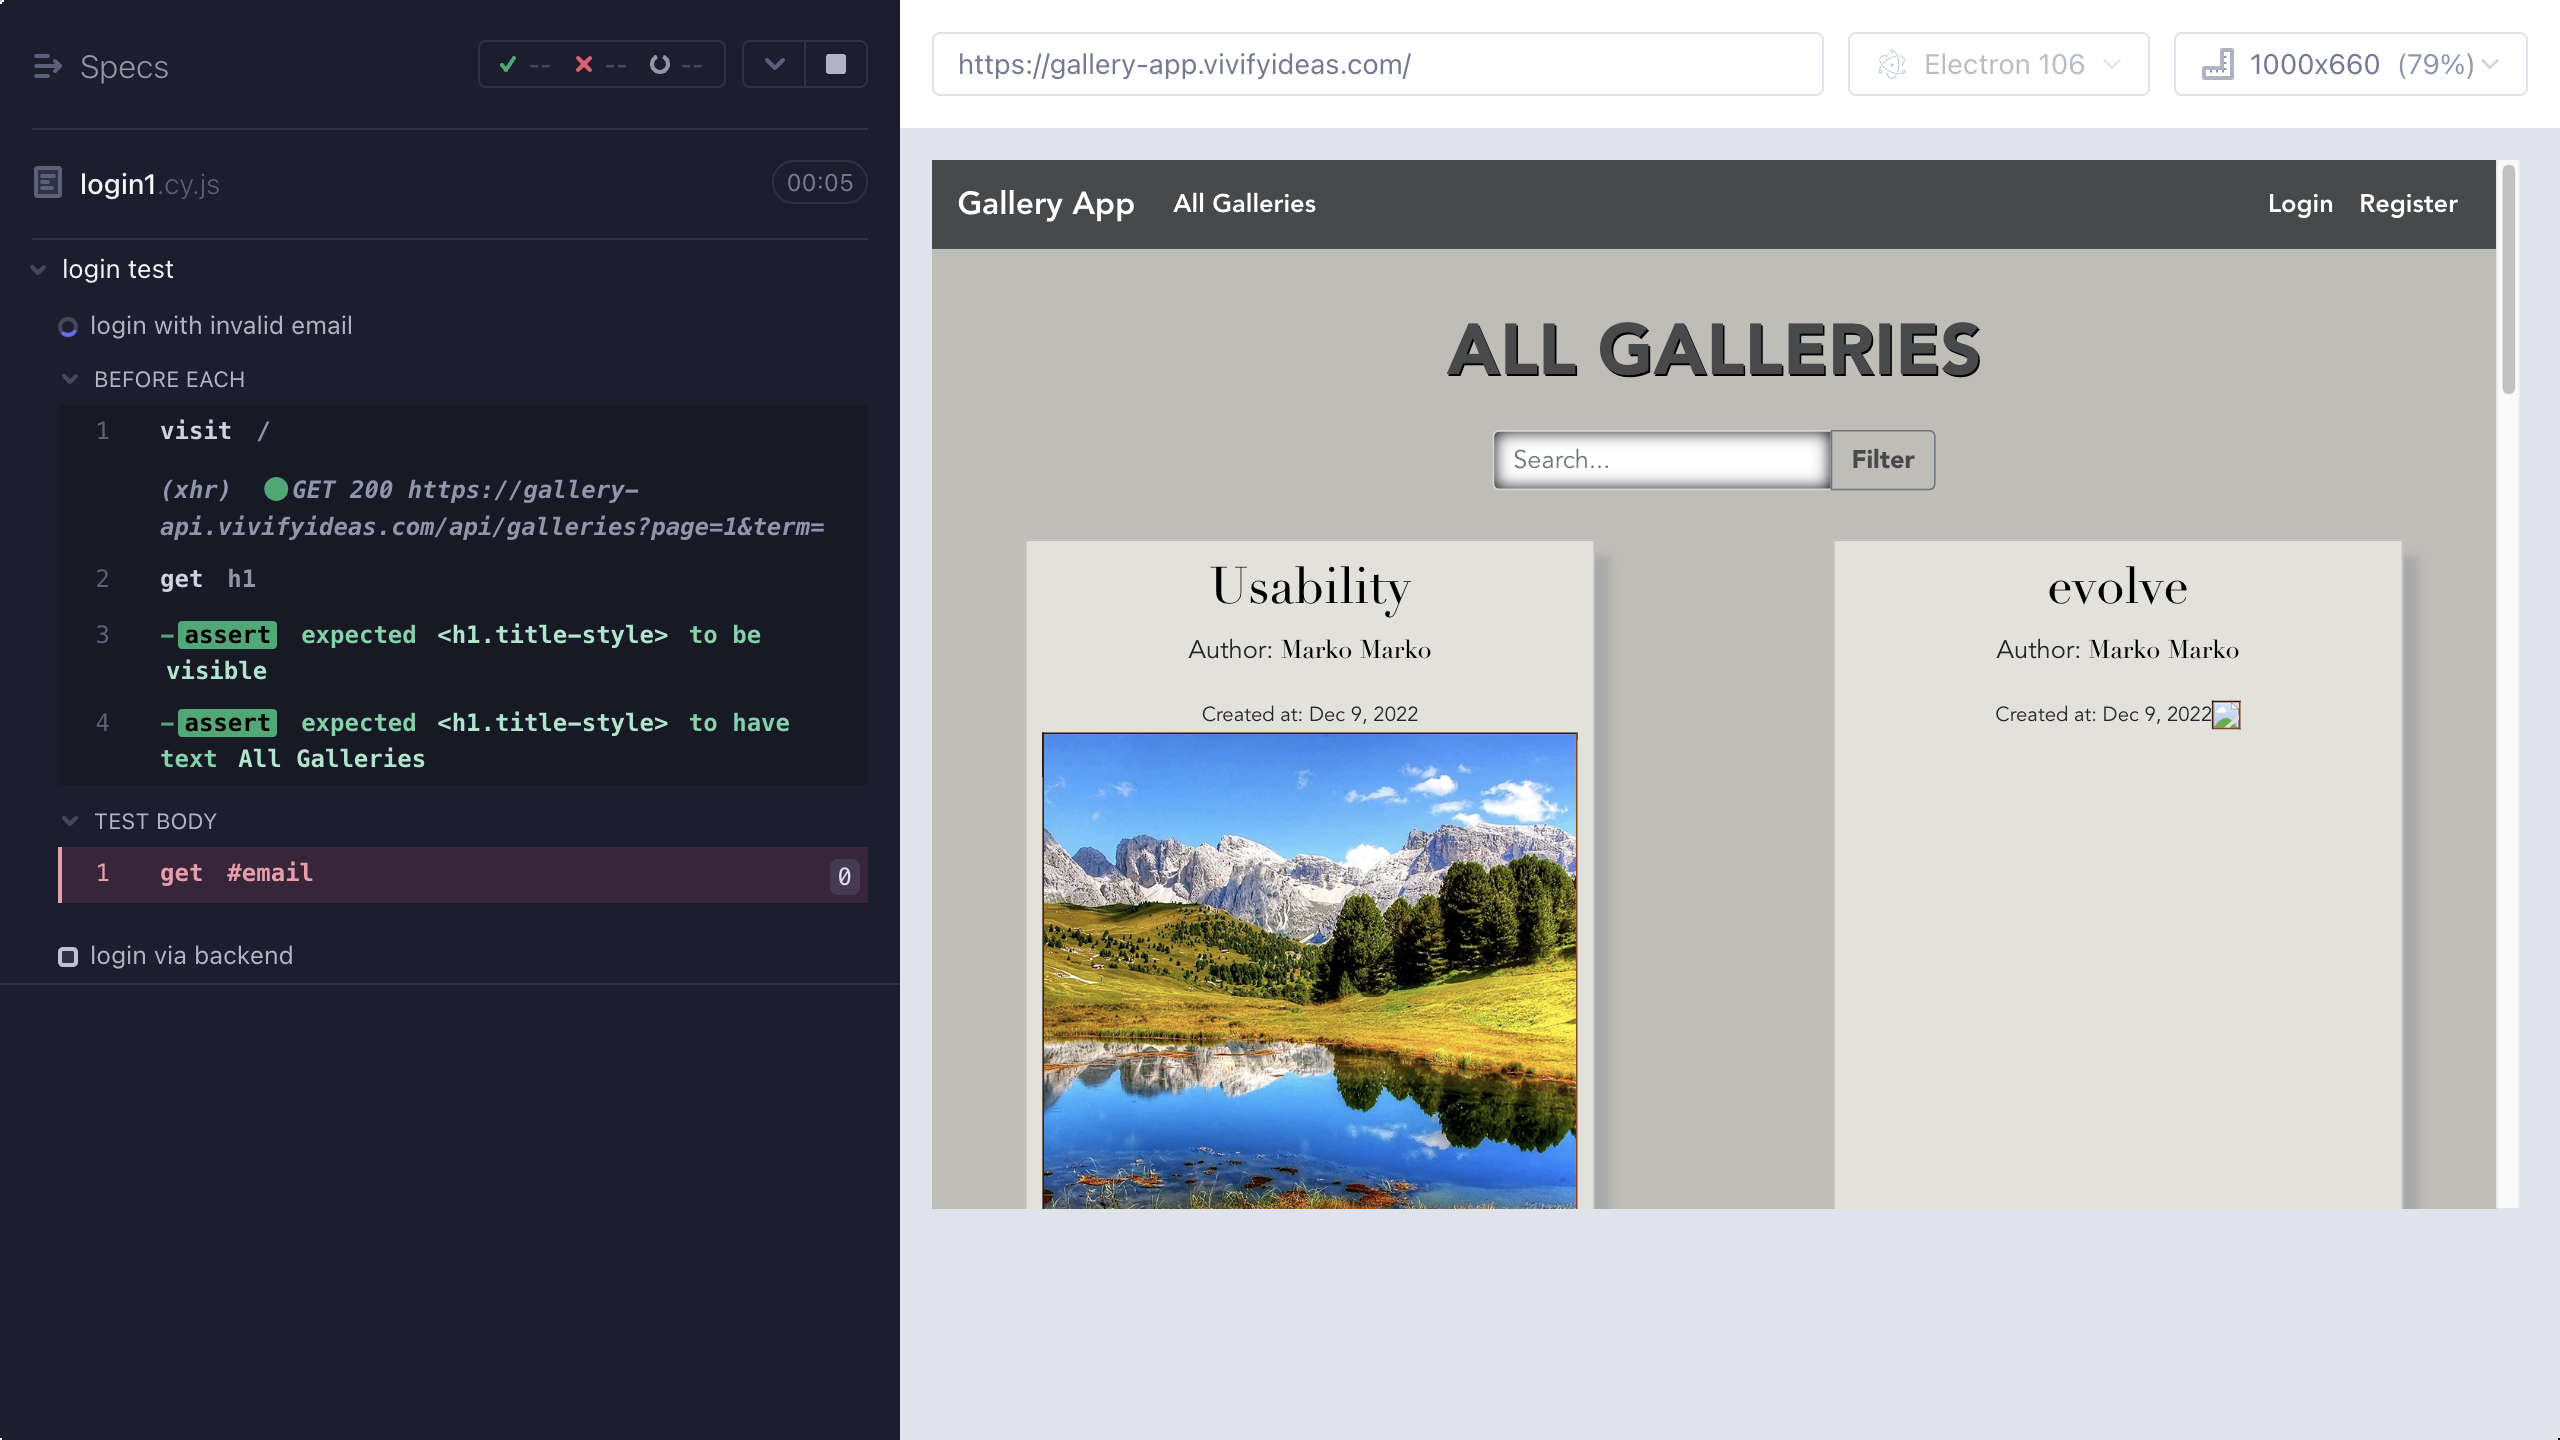 Specs
-- -- --
login1.cy.js
00:05
login test
login with invalid email
BEFORE EACH
1 visit /
(xhr) GET 200 https://gallery-
api.vivifyideas.com/api/galleries?page=1&term=
2 get h1
3 -assert expected <h1.title-style> to be
visible
4 -assert expected <h1.title-style> to have
text All Galleries
TEST BODY
1 get #email 0
login via backend
https://gallery-app.vivifyideas.com/
Electron 106
1000x660 (79%)
Gallery App All Galleries Login Register
ALL GALLERIES
Search... Filter
Usability
Author: Marko Marko
Created at: Dec 9, 2022
evolve
Author: Marko Marko
Created at: Dec 9, 2022